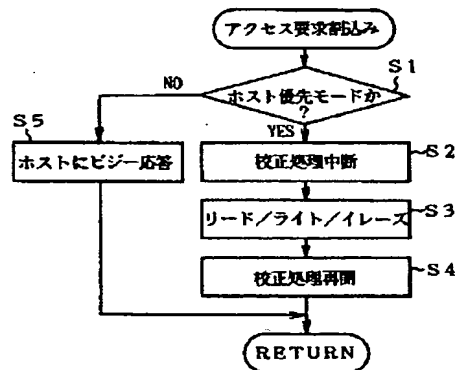 アクセス要求割込み
S1
ホスト優先モードか
?
NO
YES
S5
ホストにビジー応答
校正処理中断
S2
リード/ライト/イレーズ
S3
校正処理再開
S4
RETURN